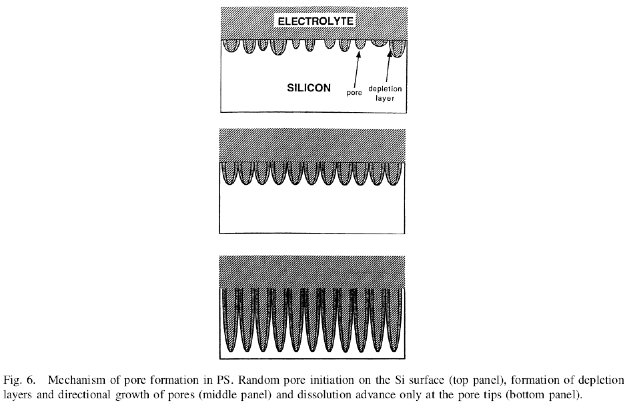 ELECTROLYTE
SILICON
pore
depletion
layer
Fig. 6. Mechanism of pore formation in PS. Random pore initiation on the Si surface (top panel), formation of depletion
layers and directional growth of pores (middle panel) and dissolution advance only at the pore tips (bottom panel).